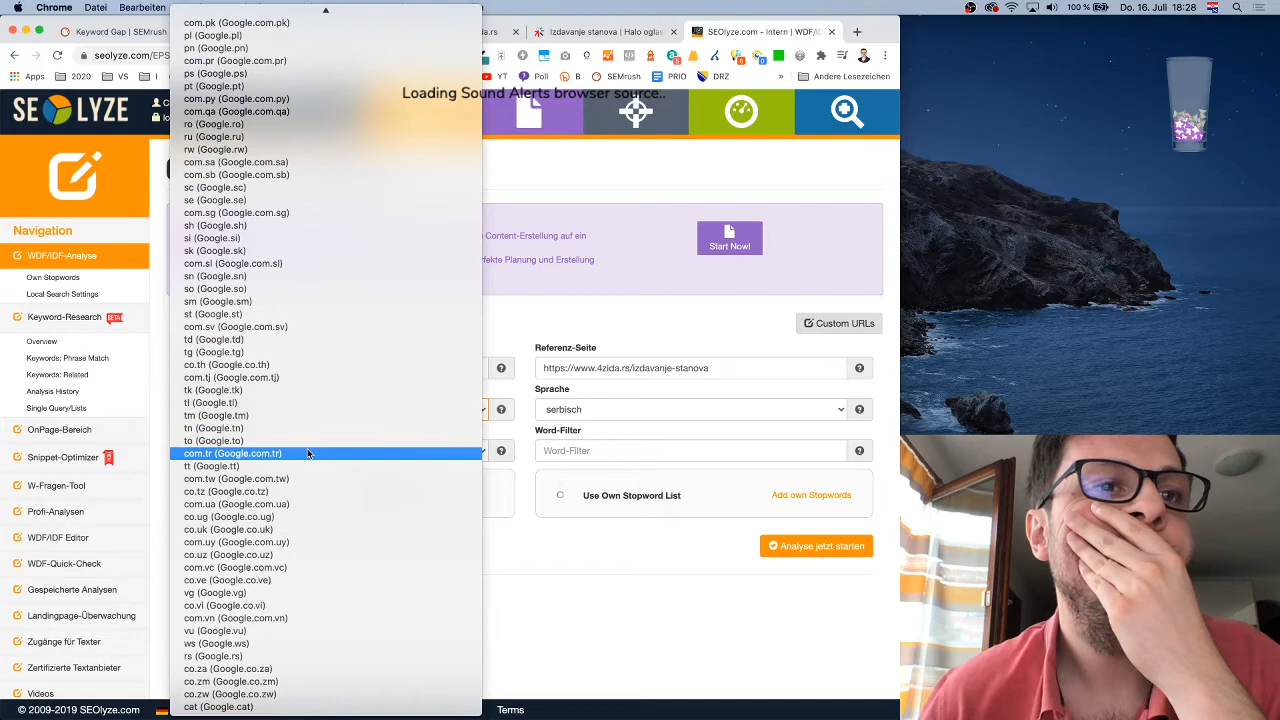 Chrome Datei Bearbeiten
100 % Di. 16. Juli 18:28
Keyword Gap | SEMrush
Izdavanje stanova | Halo oglas
SEOlyze.com - Intern | WDF/ID
seolyze.com/EPS
Apps 2020 VS I
YT Poll B SEMrush PRIO DRZ » Andere Lesezeichen
Loading Sound Alerts browser source..
SEOLYZE
Navigation
WDF/IDF-Analyse
Own Stopwords
Local Search Settings
Keyword-Research BETA
Overview
Keywords: Phrase Match
Keywords: Related
Analysis History
Single Query/Lists
OnPage-Bereich
Snippet-Optimizer
W-Fragen-Tool
Profi-Analysen
WDF/IDF Editor
WDF-Quick-Check
Gespeicherte Analysen
Landingpage-Überwachung
Zugänge für Texter
Zertifizierte Textanbieter
Videos
© 2009-2019 SEOlyze.com
com.pk (Google.com.pk)
pl (Google.pl)
pn (Google.pn)
com.pr (Google.com.pr)
ps (Google.ps)
pt (Google.pt)
com.py (Google.com.py)
com.qa (Google.com.qa)
ro (Google.ro)
ru (Google.ru)
rw (Google.rw)
com.sa (Google.com.sa)
com.sb (Google.com.sb)
sc (Google.sc)
se (Google.se)
com.sg (Google.com.sg)
sh (Google.sh)
si (Google.si)
sk (Google.sk)
com.sl (Google.com.sl)
sn (Google.sn)
so (Google.so)
sm (Google.sm)
st (Google.st)
com.sv (Google.com.sv)
td (Google.td)
tg (Google.tg)
co.th (Google.co.th)
com.tj (Google.com.tj)
tk (Google.tk)
tl (Google.tl)
tm (Google.tm)
tn (Google.tn)
to (Google.to)
com.tr (Google.com.tr)
tt (Google.tt)
com.tw (Google.com.tw)
co.tz (Google.co.tz)
com.ua (Google.com.ua)
co.ug (Google.co.ug)
co.uk (Google.co.uk)
com.uy (Google.com.uy)
co.uz (Google.co.uz)
com.vc (Google.com.vc)
co.ve (Google.co.ve)
vg (Google.vg)
co.vi (Google.co.vi)
com.vn (Google.com.vn)
vu (Google.vu)
ws (Google.ws)
rs (Google.rs)
co.za (Google.co.za)
co.zm (Google.co.zm)
co.zw (Google.co.zw)
cat (Google.cat)
Content-Erstellung auf ein
Planung und Erstellung
Start Now!
Custom URLs
Referenz-Seite
https://www.4zida.rs/izdavanje-stanova
Sprache
serbisch
Word-Filter
Word-Filter
Use Own Stopword List Add own Stopwords
Analyse jetzt starten
Terms